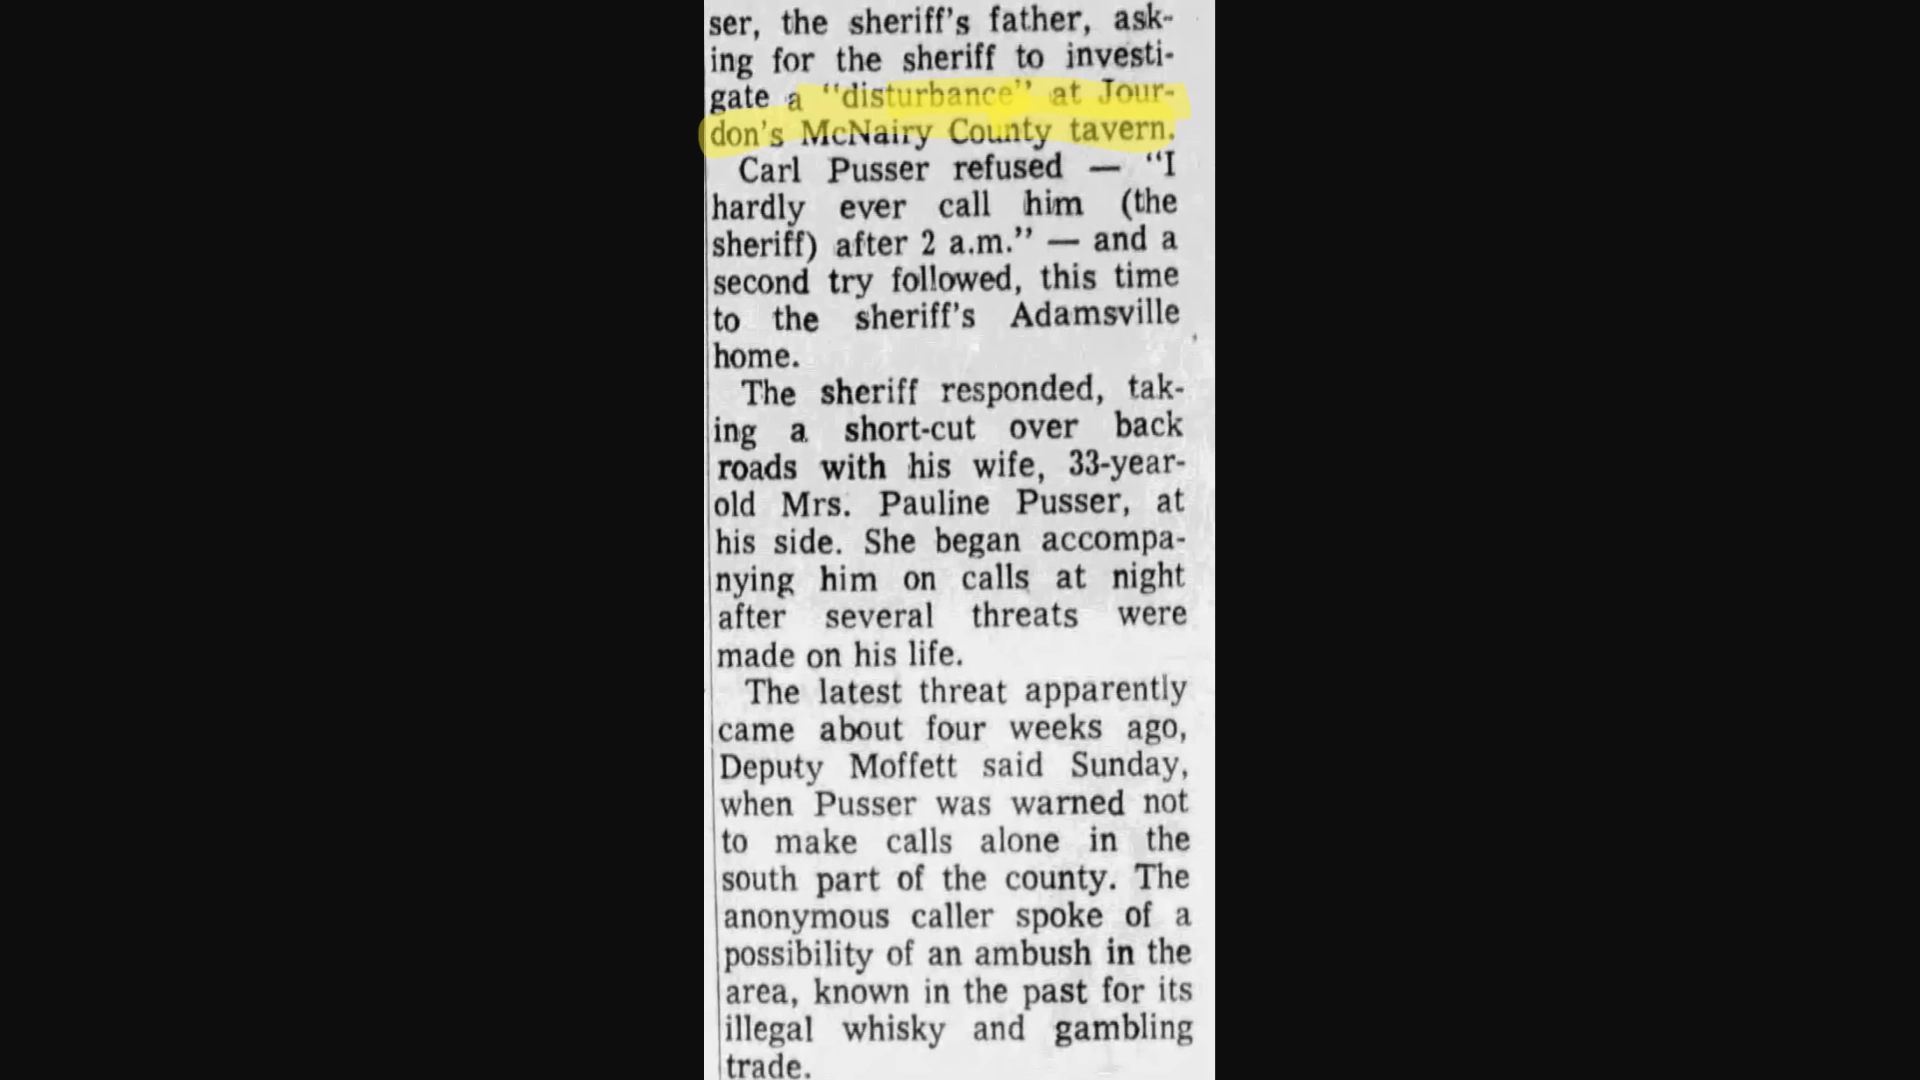 ser, the sheriff's father, ask-
ing for the sheriff to investi-
gate a "disturbance" at Jour-
don's McNairy County tavern.
Carl Pusser refused — "I
hardly ever call him (the
sheriff) after 2 a.m." — and a
second try followed, this time
to the sheriff's Adamsville
home.
The sheriff responded, tak-
ing a short-cut over back
roads with his wife, 33-year-
old Mrs. Pauline Pusser, at
his side. She began accompa-
nying him on calls at night
after several threats were
made on his life.
The latest threat apparently
came about four weeks ago,
Deputy Moffett said Sunday,
when Pusser was warned not
to make calls alone in the
south part of the county. The
anonymous caller spoke of a
possibility of an ambush in the
area, known in the past for its
illegal whisky and gambling
trade.